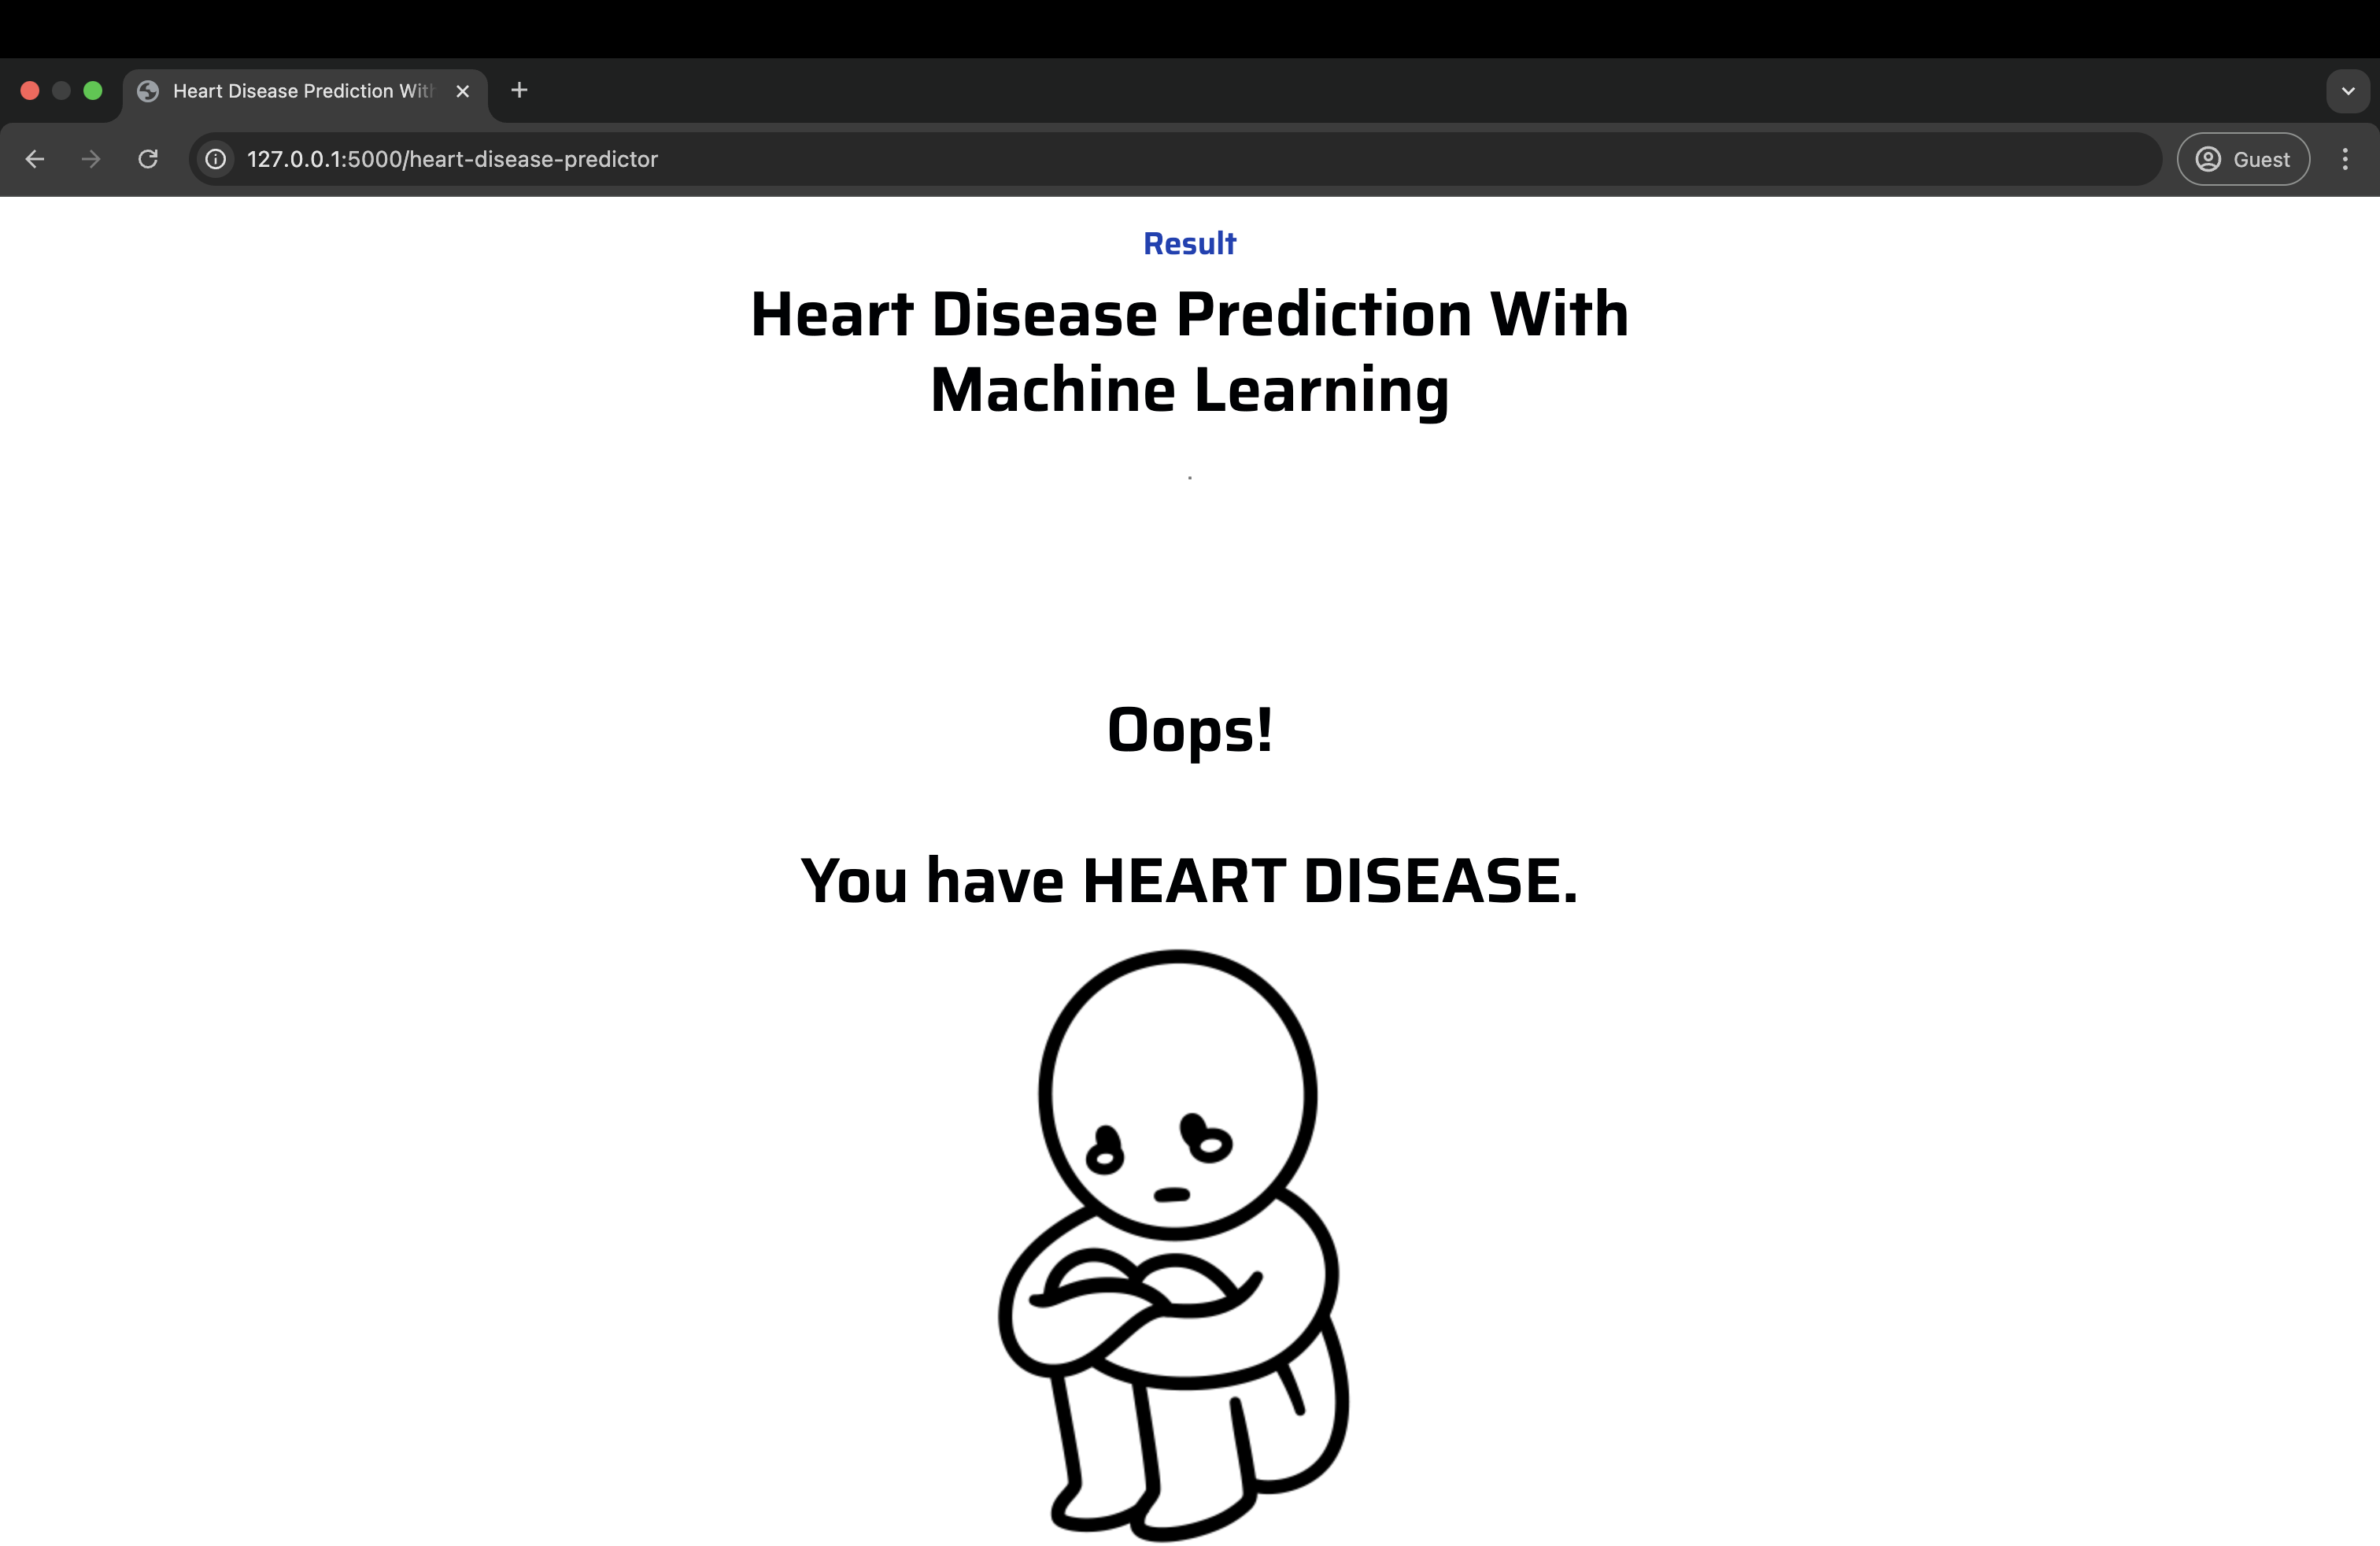 Heart Disease Prediction With
127.0.0.1:5000/heart-disease-predictor
Guest
Result
Heart Disease Prediction With
Machine Learning
.
Oops!
You have HEART DISEASE.